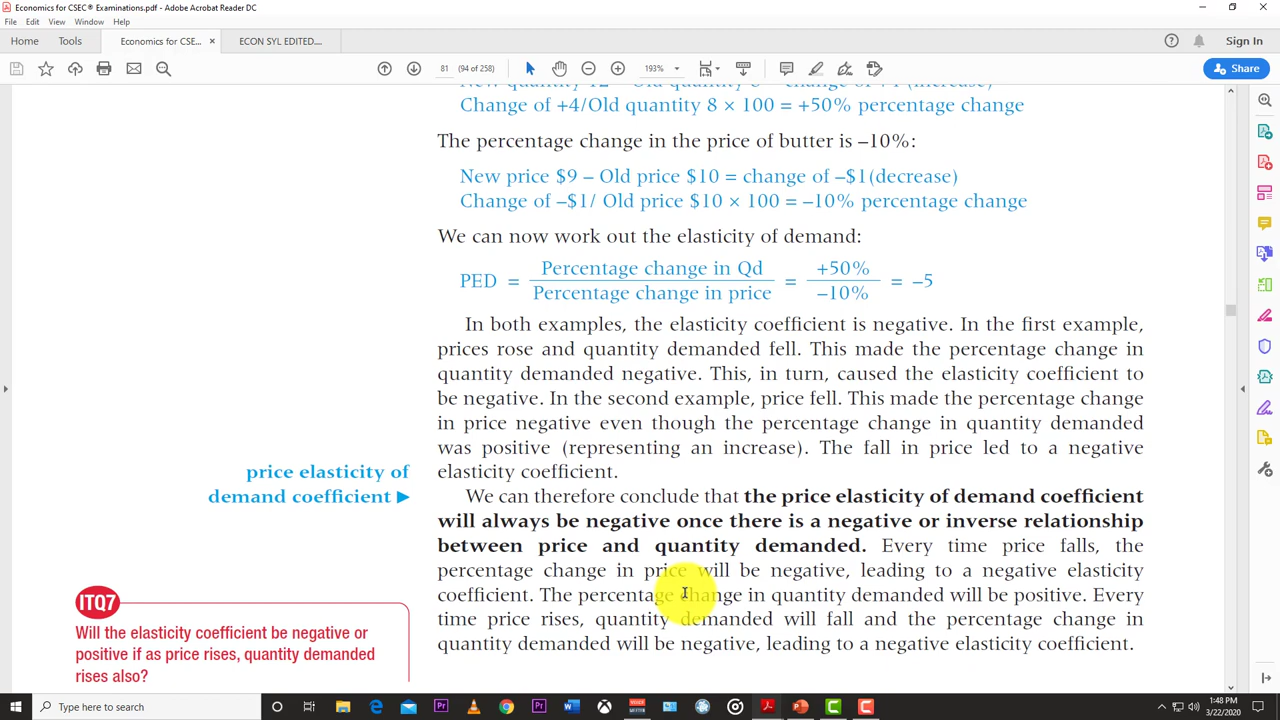 Economics for CSEC® Examinations.pdf - Adobe Acrobat Reader DC
File Edit View Window Help
Home Tools Economics for CSE... × ECON SYL EDITED.... Sign In
81 (94 of 258) 193% Share
New quantity 12 – Old quantity 8 = change of +4 (increase)
Change of +4/Old quantity 8 × 100 = +50% percentage change
The percentage change in the price of butter is –10%:
New price $9 – Old price $10 = change of –$1(decrease)
Change of –$1/ Old price $10 × 100 = –10% percentage change
We can now work out the elasticity of demand:
PED = Percentage change in Qd / Percentage change in price = +50% / –10% = –5
In both examples, the elasticity coefficient is negative. In the first example,
prices rose and quantity demanded fell. This made the percentage change in
quantity demanded negative. This, in turn, caused the elasticity coefficient to
be negative. In the second example, price fell. This made the percentage change
in price negative even though the percentage change in quantity demanded
was positive (representing an increase). The fall in price led to a negative
elasticity coefficient.
price elasticity of
demand coefficient ►
We can therefore conclude that the price elasticity of demand coefficient
will always be negative once there is a negative or inverse relationship
between price and quantity demanded. Every time price falls, the
percentage change in price will be negative, leading to a negative elasticity
coefficient. The percentage change in quantity demanded will be positive. Every
time price rises, quantity demanded will fall and the percentage change in
quantity demanded will be negative, leading to a negative elasticity coefficient.
ITQ7
Will the elasticity coefficient be negative or
positive if as price rises, quantity demanded
rises also?
Type here to search
1:48 PM
3/22/2020